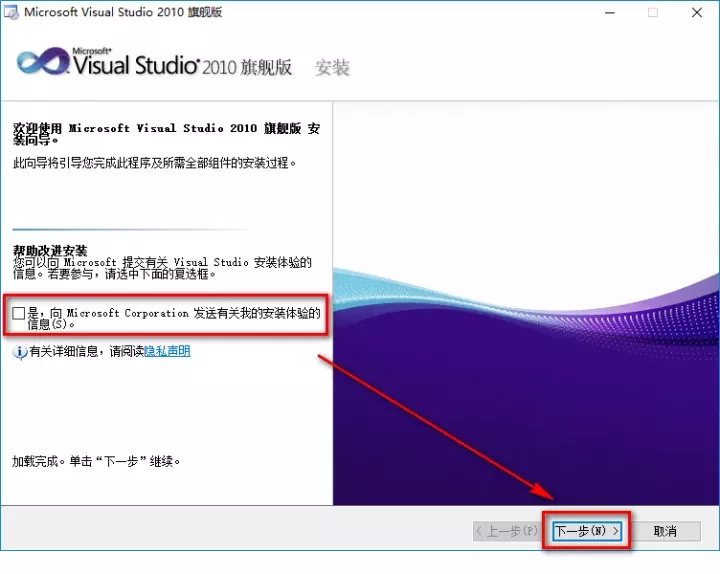 Microsoft Visual Studio 2010 旗舰版
Microsoft®
Visual Studio® 2010 旗舰版 安装
欢迎使用 Microsoft Visual Studio 2010 旗舰版 安
装向导。
此向导将引导您完成此程序及所需全部组件的安装过程。
帮助改进安装
您可以向 Microsoft 提交有关 Visual Studio 安装体验的
信息。若要参与，请选中下面的复选框。
是，向 Microsoft Corporation 发送有关我的安装体验的
信息(S)。
有关详细信息，请阅读隐私声明
加载完成。单击“下一步”继续。
< 上一步(P) 下一步(N) > 取消